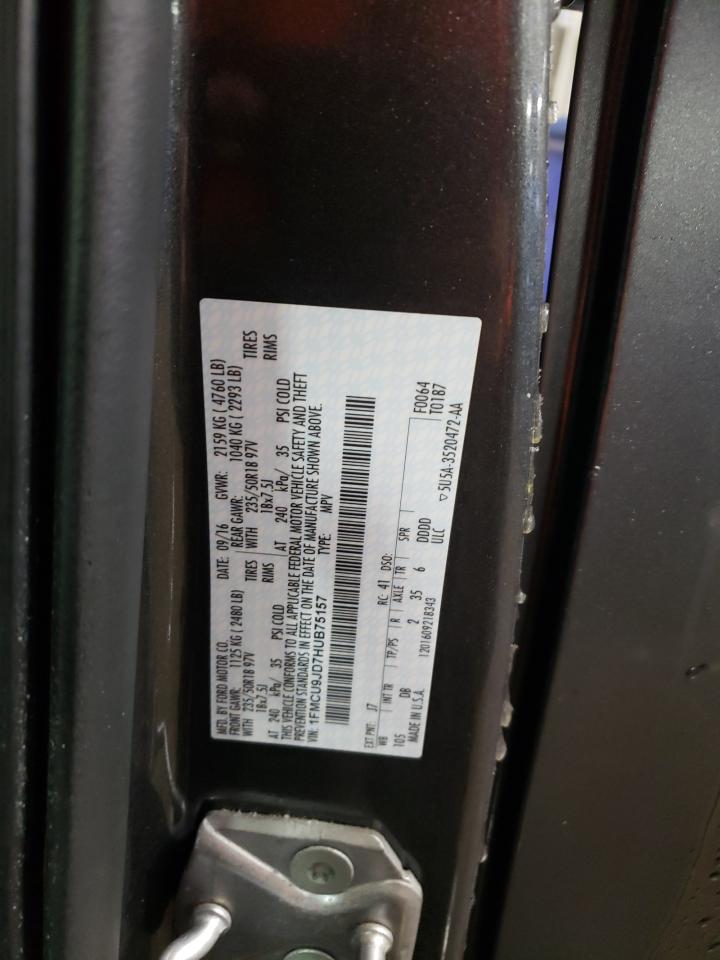 MFD. BY FORD MOTOR CO. DATE: 09/16 GVWR: 2159 KG ( 4760 LB)
FRONT GAWR: 1125 KG ( 2480 LB) REAR GAWR: 1040 KG ( 2293 LB)
WITH 235/50R18 97V TIRES WITH 235/50R18 97V TIRES
18x7.5J RIMS 18x7.5J RIMS
AT 240 kPa/ 35 PSI COLD AT 240 kPa/ 35 PSI COLD
THIS VEHICLE CONFORMS TO ALL APPLICABLE FEDERAL MOTOR VEHICLE SAFETY AND THEFT
PREVENTION STANDARDS IN EFFECT ON THE DATE OF MANUFACTURE SHOWN ABOVE.
VIN: 1FMCU9JD7HUB75157 TYPE: MPV
EXT PNT: J7 RC: 41 DSO: F0064
WB INT TR TP/PS R AXLE TR SPR T0187
105 DB 2 35 6 DDDD
MADE IN U.S.A. 1201609218343 ULC ▽5U5A-3520472-AA